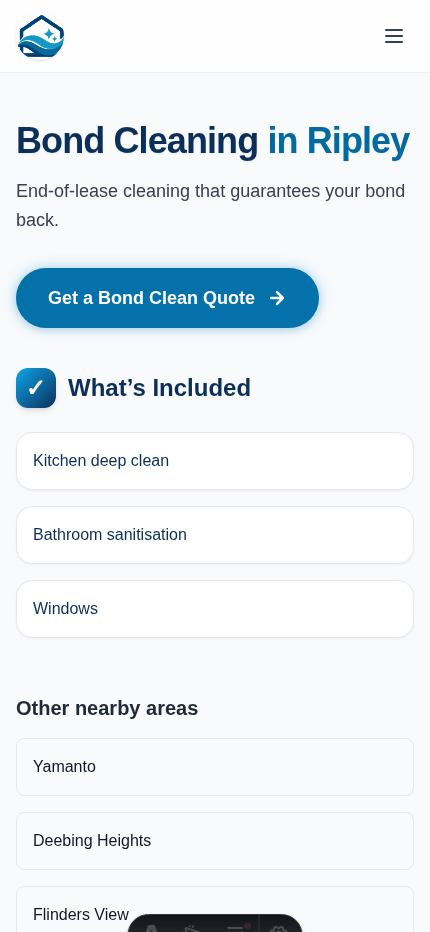 Bond Cleaning in Ripley
End-of-lease cleaning that guarantees your bond
back.
Get a Bond Clean Quote →
✓ What’s Included
Kitchen deep clean
Bathroom sanitisation
Windows
Other nearby areas
Yamanto
Deebing Heights
Flinders View